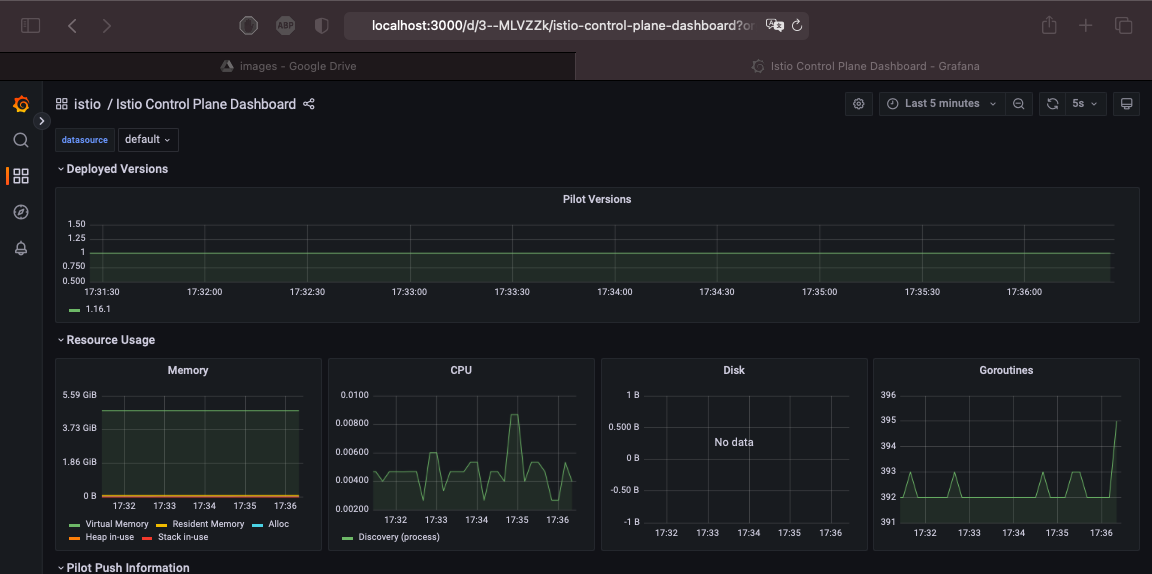 ABP
localhost:3000/d/3--MLVZZk/istio-control-plane-dashboard?or
images - Google Drive
Istio Control Plane Dashboard - Grafana
istio / Istio Control Plane Dashboard
Last 5 minutes
5s
datasource
default
Deployed Versions
Pilot Versions
1.50
1.25
1
0.750
0.500
17:31:30 17:32:00 17:32:30 17:33:00 17:33:30 17:34:00 17:34:30 17:35:00 17:35:30 17:36:00
1.16.1
Resource Usage
Memory
5.59 GiB
3.73 GiB
1.86 GiB
0 B
17:32 17:33 17:34 17:35 17:36
Virtual Memory Resident Memory Alloc
Heap in-use Stack in-use
CPU
0.0100
0.00800
0.00600
0.00400
0.00200
17:32 17:33 17:34 17:35 17:36
Discovery (process)
Disk
1 B
0.500 B
0 B
-0.50 B
-1 B
No data
17:32 17:33 17:34 17:35 17:36
Goroutines
396
395
394
393
392
391
17:32 17:33 17:34 17:35 17:36
Pilot Push Information